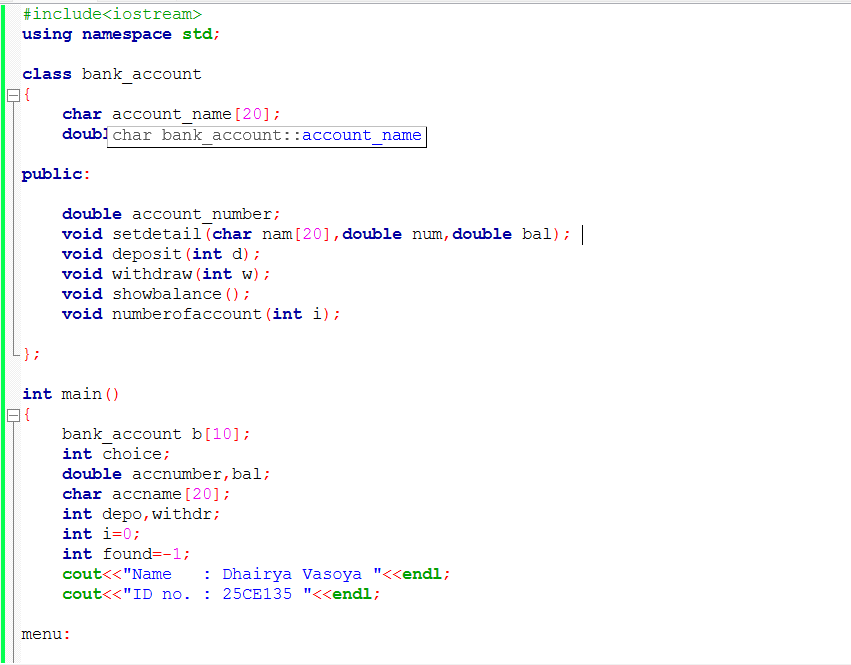 #include<iostream>
using namespace std;
class bank_account
{
char account_name[20];
doubl
char bank_account::account_name
public:
double account_number;
void setdetail(char nam[20],double num,double bal);
void deposit(int d);
void withdraw(int w);
void showbalance();
void numberofaccount(int i);
};
int main()
{
bank_account b[10];
int choice;
double accnumber,bal;
char accname[20];
int depo,withdr;
int i=0;
int found=-1;
cout<<"Name   : Dhairya Vasoya "<<endl;
cout<<"ID no. : 25CE135 "<<endl;
menu: